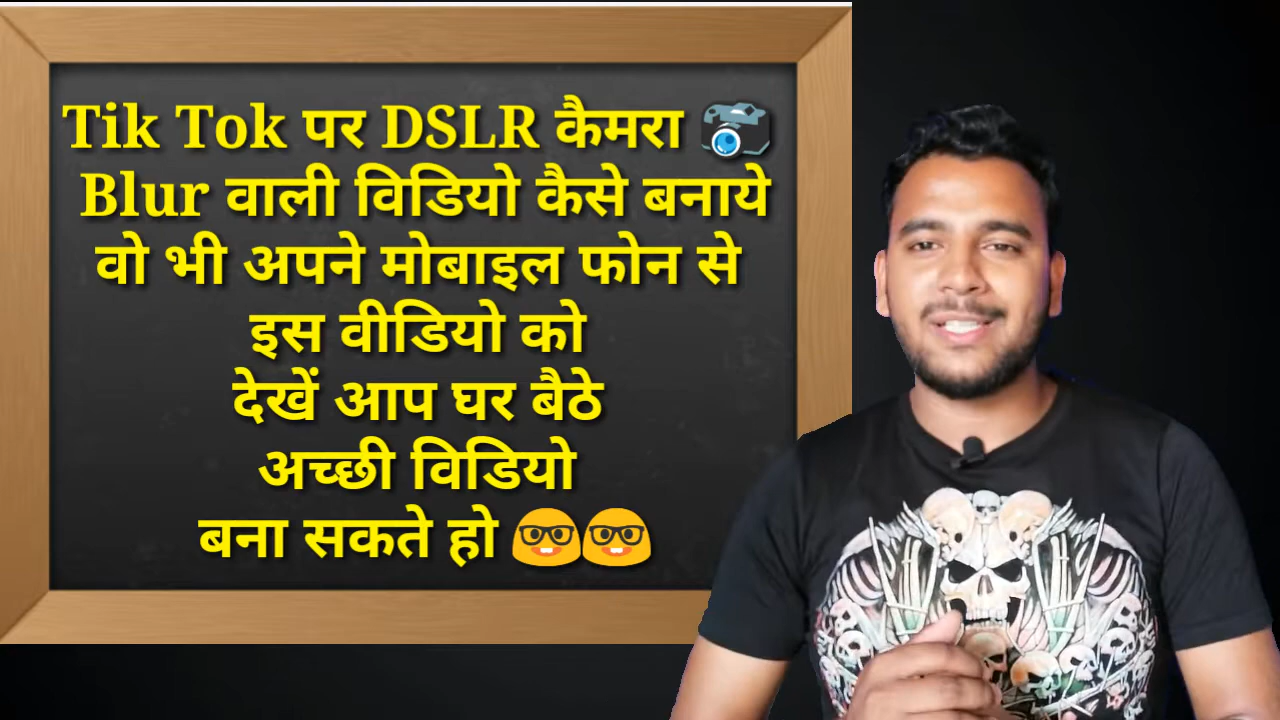 Tik Tok पर DSLR कैमरा 📷
Blur वाली विडियो कैसे बनाये
वो भी अपने मोबाइल फोन से
इस वीडियो को
देखें आप घर बैठे
अच्छी विडियो
बना सकते हो 🤓🤓